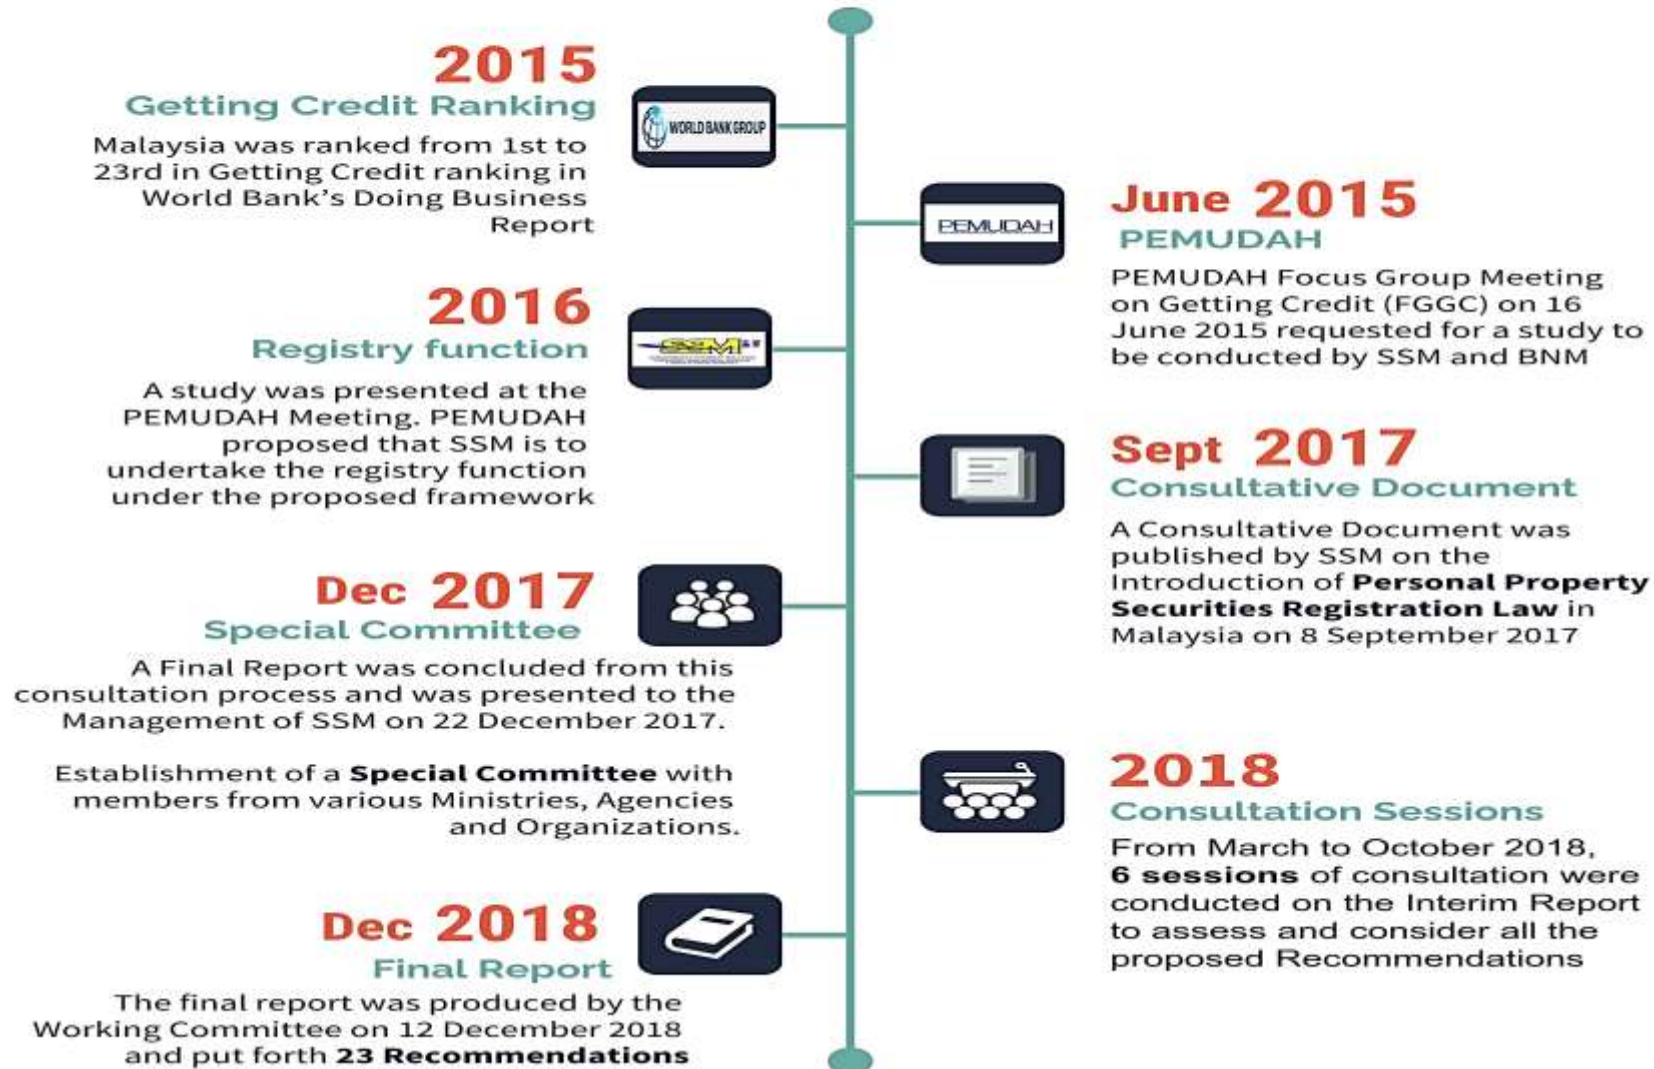 2015
Getting Credit Ranking
Malaysia was ranked from 1st to
23rd in Getting Credit ranking in
World Bank's Doing Business
Report
WORLD BANK GROUP
PEMUDAH
June 2015
PEMUDAH
PEMUDAH Focus Group Meeting
on Getting Credit (FGGC) on 16
June 2015 requested for a study to
be conducted by SSM and BNM
2016
Registry function
A study was presented at the
PEMUDAH Meeting. PEMUDAH
proposed that SSM is to
undertake the registry function
under the proposed framework
SSM
Sept 2017
Consultative Document
A Consultative Document was
published by SSM on the
Introduction of Personal Property
Securities Registration Law in
Malaysia on 8 September 2017
Dec 2017
Special Committee
A Final Report was concluded from this
consultation process and was presented to the
Management of SSM on 22 December 2017.
Establishment of a Special Committee with
members from various Ministries, Agencies
and Organizations.
2018
Consultation Sessions
From March to October 2018,
6 sessions of consultation were
conducted on the Interim Report
to assess and consider all the
proposed Recommendations
Dec 2018
Final Report
The final report was produced by the
Working Committee on 12 December 2018
and put forth 23 Recommendations